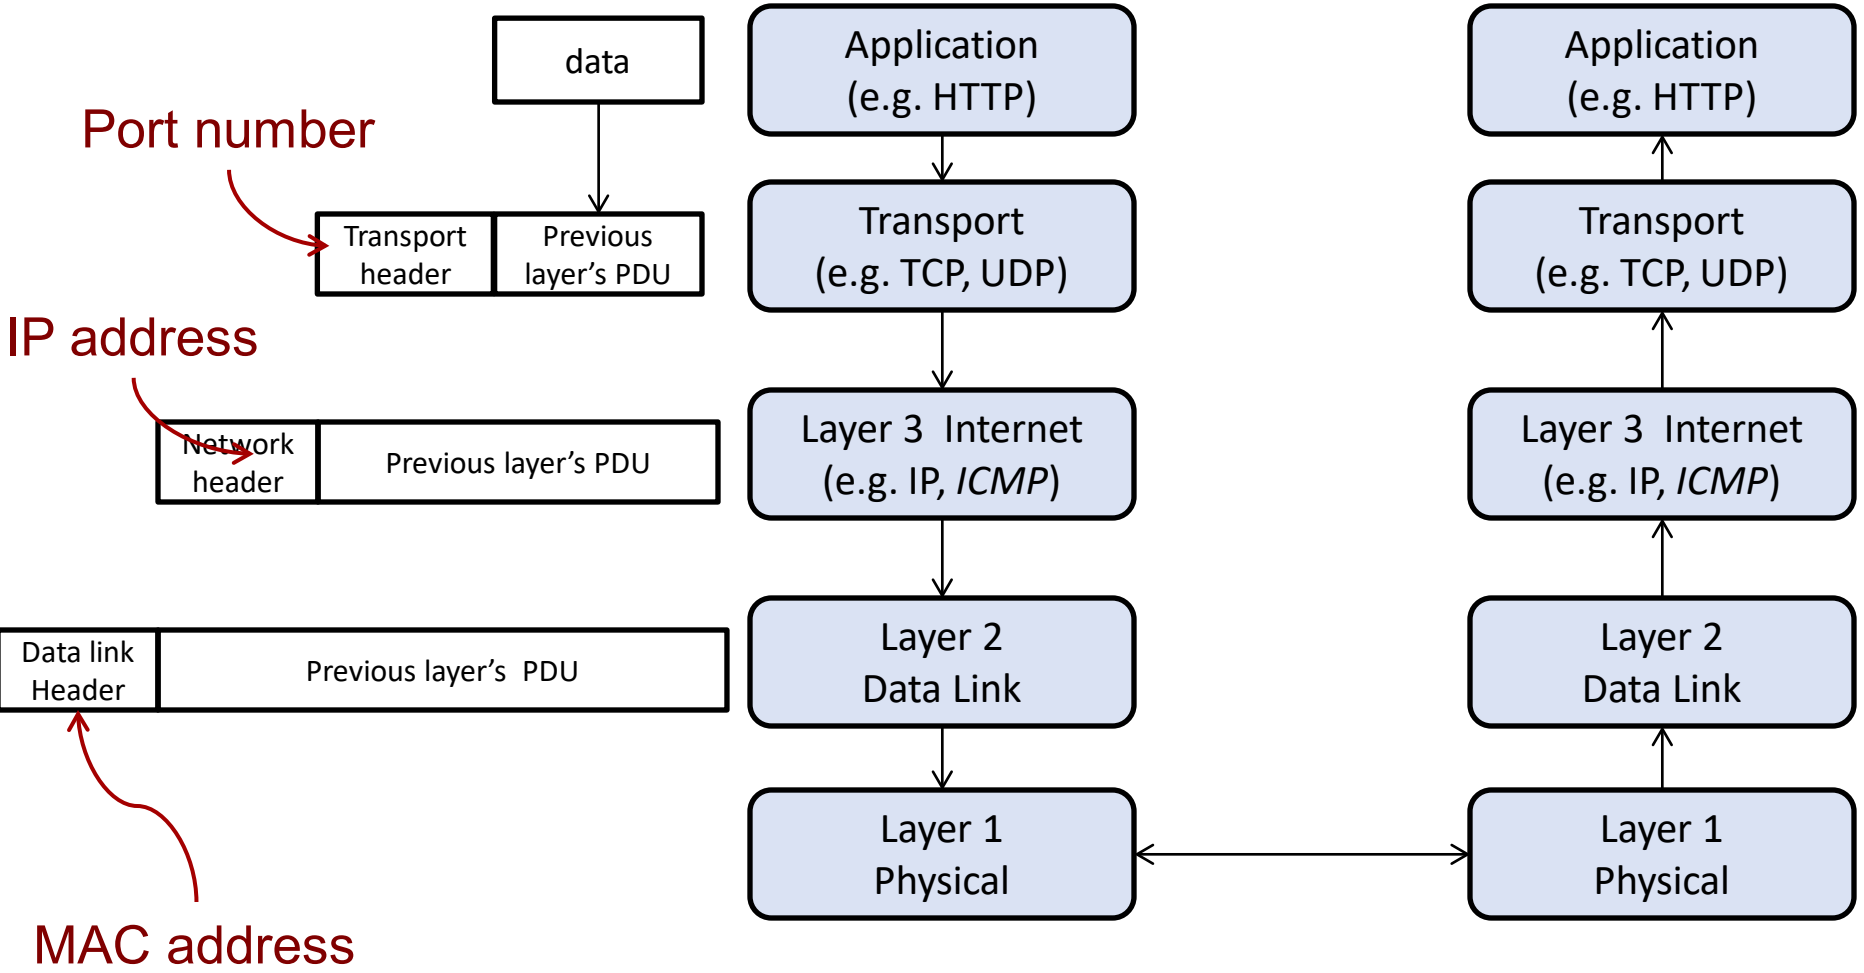 data
Port number
Transport
header
Previous
layer’s PDU
IP address
Network
header
Previous layer’s PDU
Data link
Header
Previous layer’s  PDU
MAC address
Application
(e.g. HTTP)
Transport
(e.g. TCP, UDP)
Layer 3  Internet
(e.g. IP, ICMP)
Layer 2
Data Link
Layer 1
Physical
Application
(e.g. HTTP)
Transport
(e.g. TCP, UDP)
Layer 3  Internet
(e.g. IP, ICMP)
Layer 2
Data Link
Layer 1
Physical